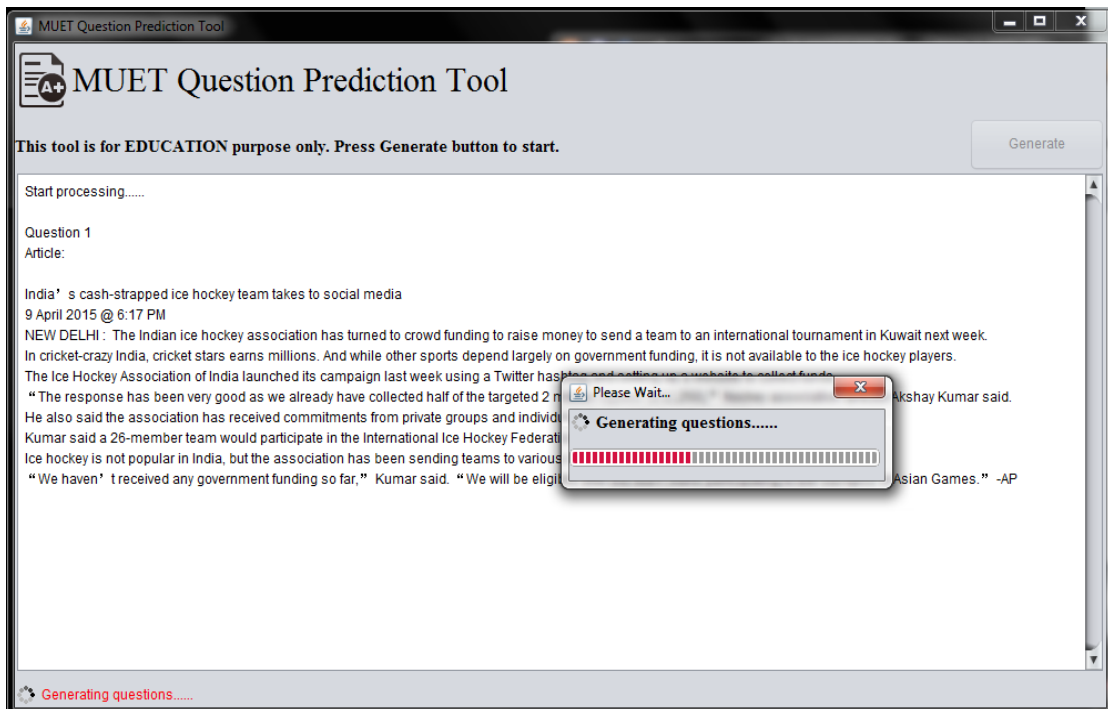 MUET Question Prediction Tool
MUET Question Prediction Tool
This tool is for EDUCATION purpose only. Press Generate button to start.
Generate
Start processing......
Question 1
Article:
India’s cash-strapped ice hockey team takes to social media
9 April 2015 @ 6:17 PM
NEW DELHI : The Indian ice hockey association has turned to crowd funding to raise money to send a team to an international tournament in Kuwait next week.
In cricket-crazy India, cricket stars earns millions. And while other sports depend largely on government funding, it is not available to the ice hockey players.
The Ice Hockey Association of India launched its campaign last week using a Twitter hashtag and setting up a website to collect funds.
“The response has been very good as we already have collected half of the targeted 2 Akshay Kumar said.
He also said the association has received commitments from private groups and
Kumar said a 26-member team would participate in the International Ice Hockey
Ice hockey is not popular in India, but the association has been sending teams to various
“We haven’t received any government funding so far,” Kumar said. “We will be Asian Games.” -AP
Please Wait...
Generating questions......
Generating questions......